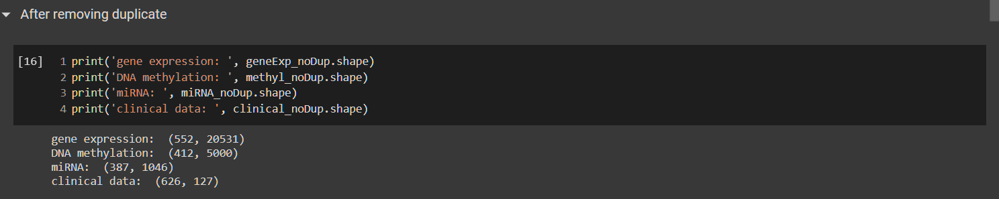 After removing duplicate
[16] 1 print('gene expression: ', geneExp_noDup.shape)
2 print('DNA methylation: ', methyl_noDup.shape)
3 print('miRNA: ', miRNA_noDup.shape)
4 print('clinical data: ', clinical_noDup.shape)
gene expression:  (552, 20531)
DNA methylation:  (412, 5000)
miRNA:  (387, 1046)
clinical data:  (626, 127)